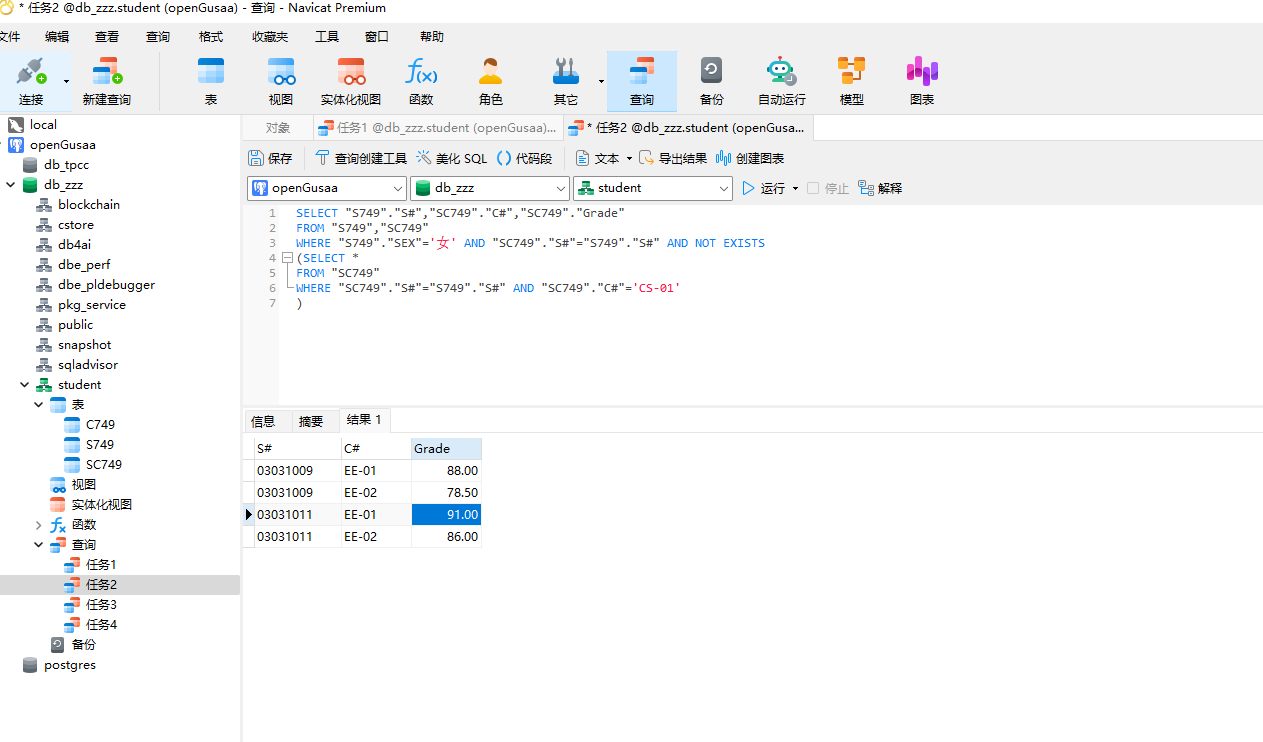 * 任务2 @db_zzz.student (openGusaa) - 查询 - Navicat Premium
文件 编辑 查看 查询 格式 收藏夹 工具 窗口 帮助
连接 新建查询 表 视图 实体化视图 函数 角色 其它 查询 备份 自动运行 模型 图表
local
openGusaa
db_tpcc
db_zzz
blockchain
cstore
db4ai
dbe_perf
dbe_pldebugger
pkg_service
public
snapshot
sqladvisor
student
表
C749
S749
SC749
视图
实体化视图
函数
查询
任务1
任务2
任务3
任务4
备份
postgres
对象 任务1 @db_zzz.student (openGusaa)... * 任务2 @db_zzz.student (openGusa...
保存 查询创建工具 美化 SQL 代码段 文本 导出结果 创建图表
openGusaa db_zzz student 运行 停止 解释
1 SELECT "S749"."S#","SC749"."C#","SC749"."Grade"
2 FROM "S749","SC749"
3 WHERE "S749"."SEX"='女' AND "SC749"."S#"="S749"."S#" AND NOT EXISTS
4 (SELECT *
5 FROM "SC749"
6 WHERE "SC749"."S#"="S749"."S#" AND "SC749"."C#"='CS-01'
7 )
信息 摘要 结果 1
S# C# Grade
03031009 EE-01 88.00
03031009 EE-02 78.50
03031011 EE-01 91.00
03031011 EE-02 86.00